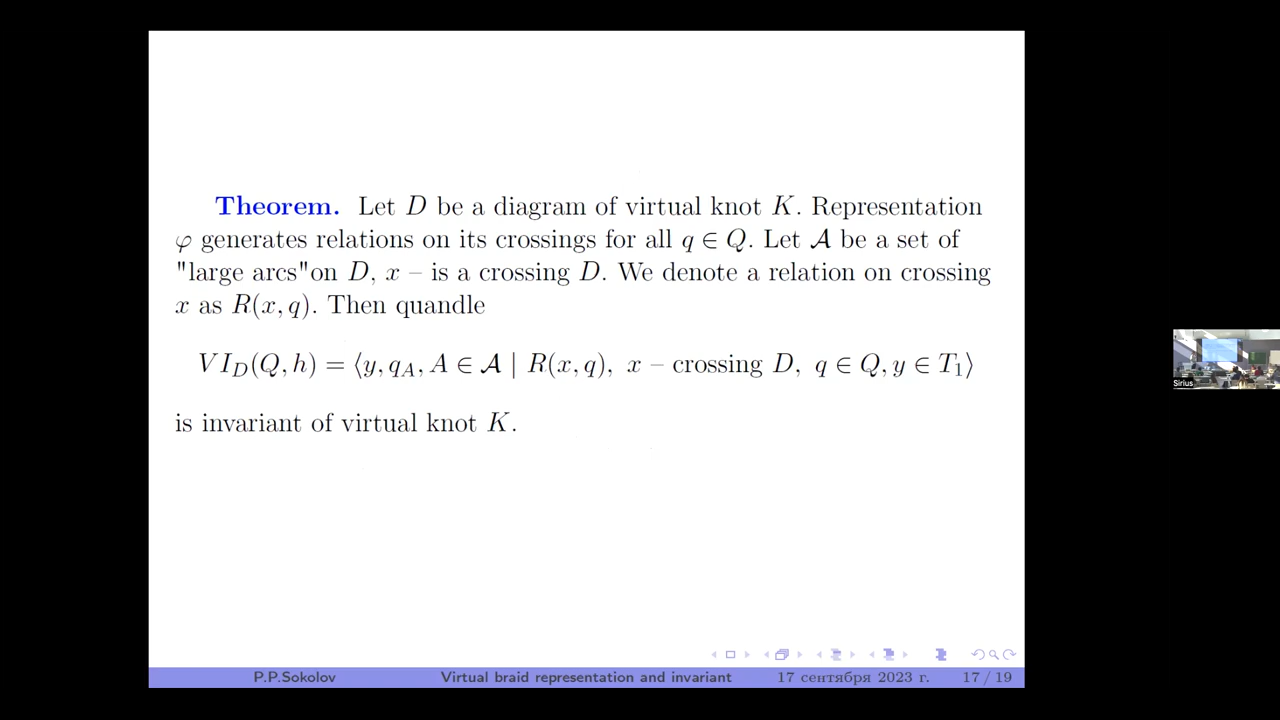 Theorem. Let D be a diagram of virtual knot K. Representation
φ generates relations on its crossings for all q ∈ Q. Let 𝒜 be a set of
"large arcs"on D, x – is a crossing D. We denote a relation on crossing
x as R(x, q). Then quandle
VI_D(Q, h) = ⟨y, q_A, A ∈ 𝒜 | R(x, q), x – crossing D, q ∈ Q, y ∈ T_1⟩
is invariant of virtual knot K.
Sirius
P.P.Sokolov Virtual braid representation and invariant 17 сентября 2023 г. 17 / 19